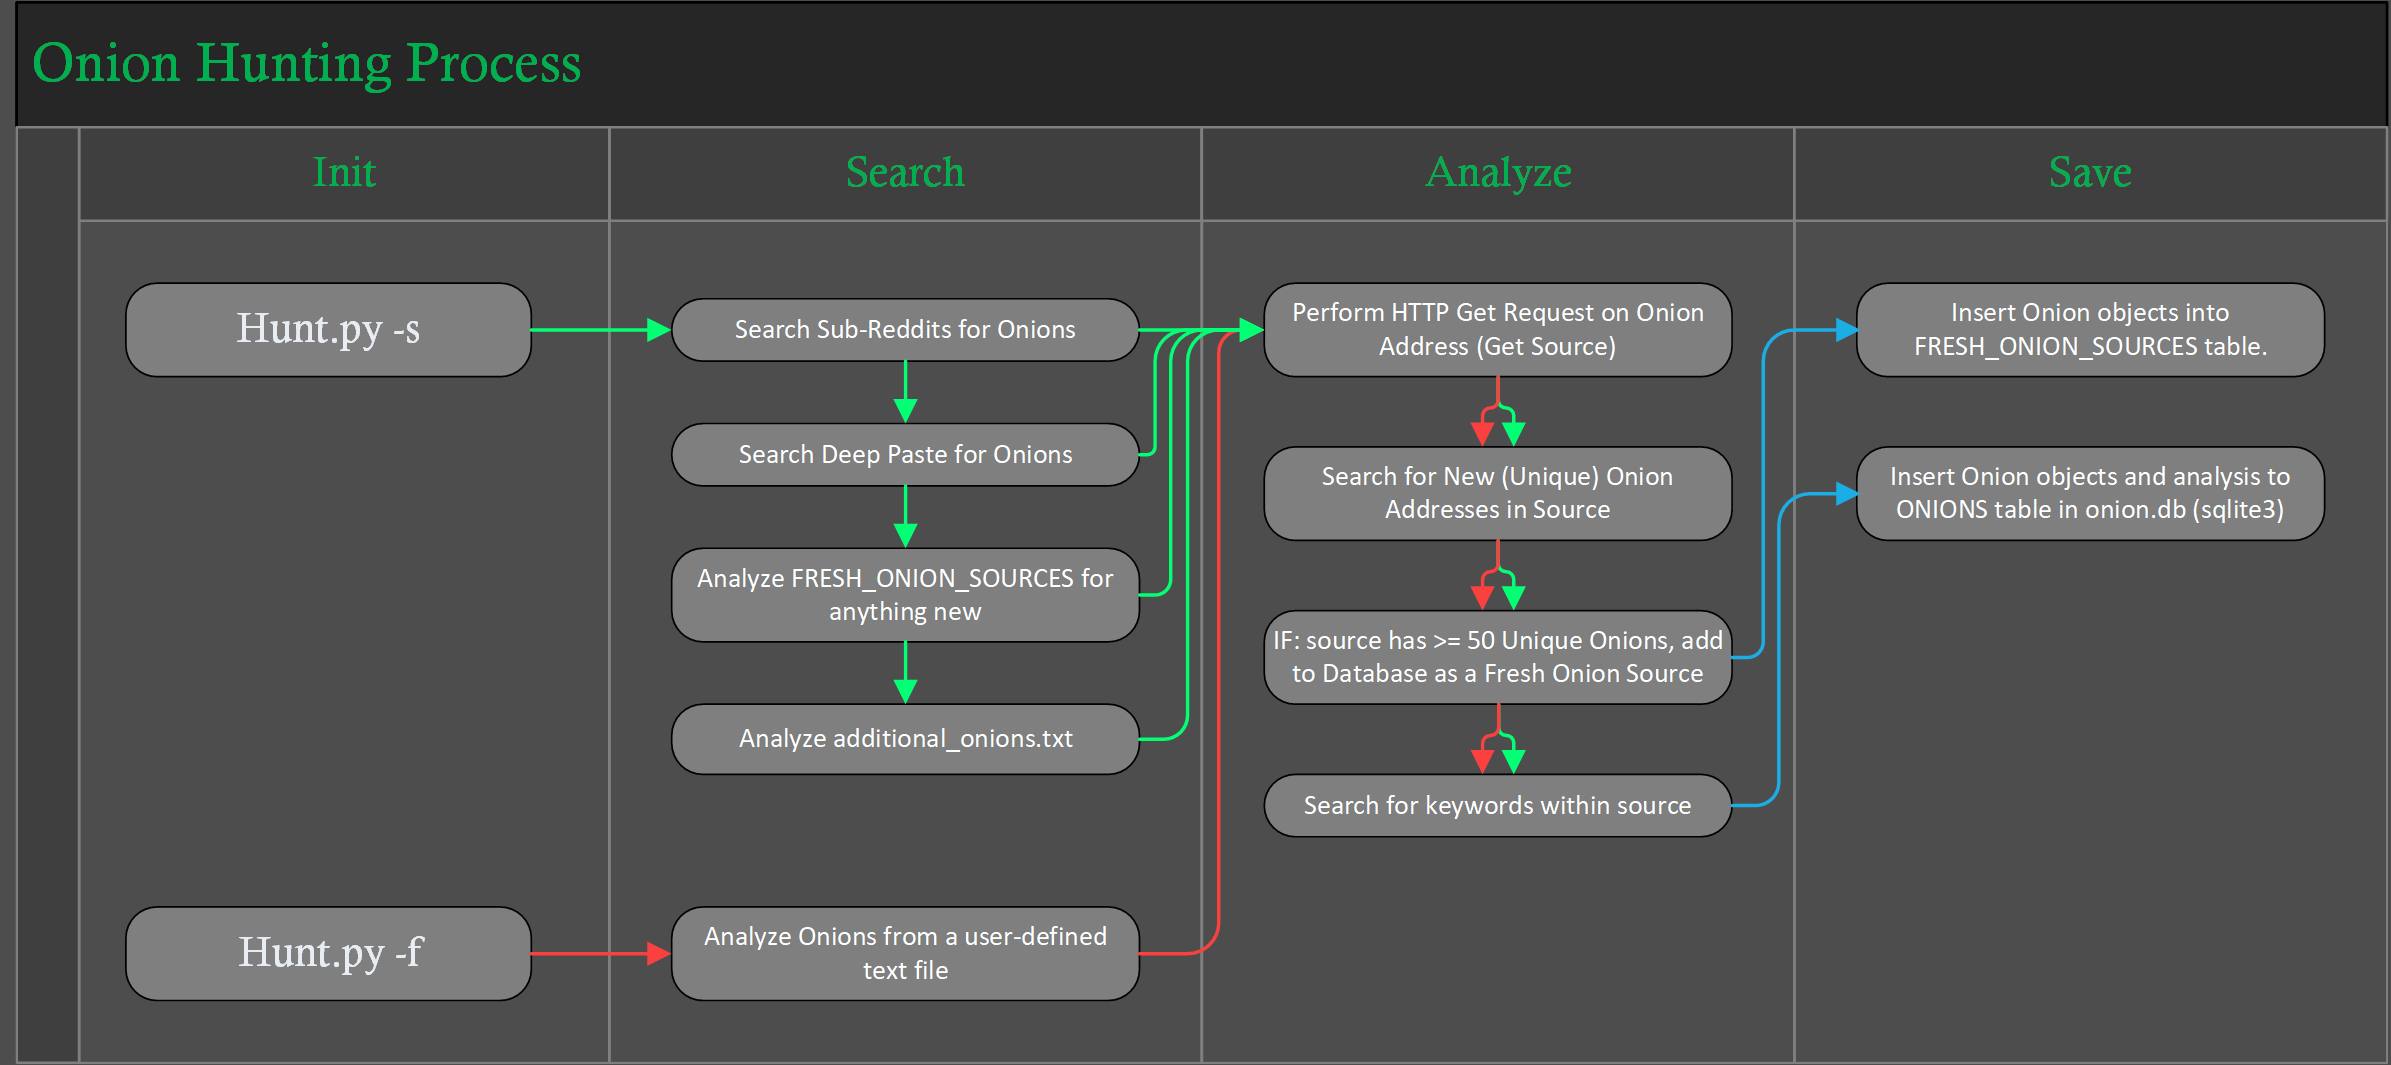 Onion Hunting Process
Init
Search
Analyze
Save
Hunt.py -s
Search Sub-Reddits for Onions
Search Deep Paste for Onions
Analyze FRESH_ONION_SOURCES for
anything new
Analyze additional_onions.txt
Perform HTTP Get Request on Onion
Address (Get Source)
Search for New (Unique) Onion
Addresses in Source
IF: source has >= 50 Unique Onions, add
to Database as a Fresh Onion Source
Search for keywords within source
Insert Onion objects into
FRESH_ONION_SOURCES table.
Insert Onion objects and analysis to
ONIONS table in onion.db (sqlite3)
Hunt.py -f
Analyze Onions from a user-defined
text file